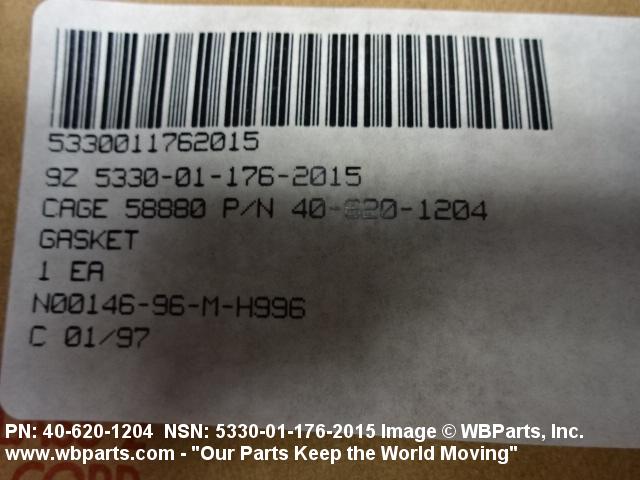 5330011762015
9Z 5330-01-176-2015
CAGE 58880 P/N 40-620-1204
GASKET
1 EA
N00146-96-M-H996
C 01/97
PN: 40-620-1204 NSN: 5330-01-176-2015 Image © WBParts, Inc.
www.wbparts.com - "Our Parts Keep the World Moving"
CORP